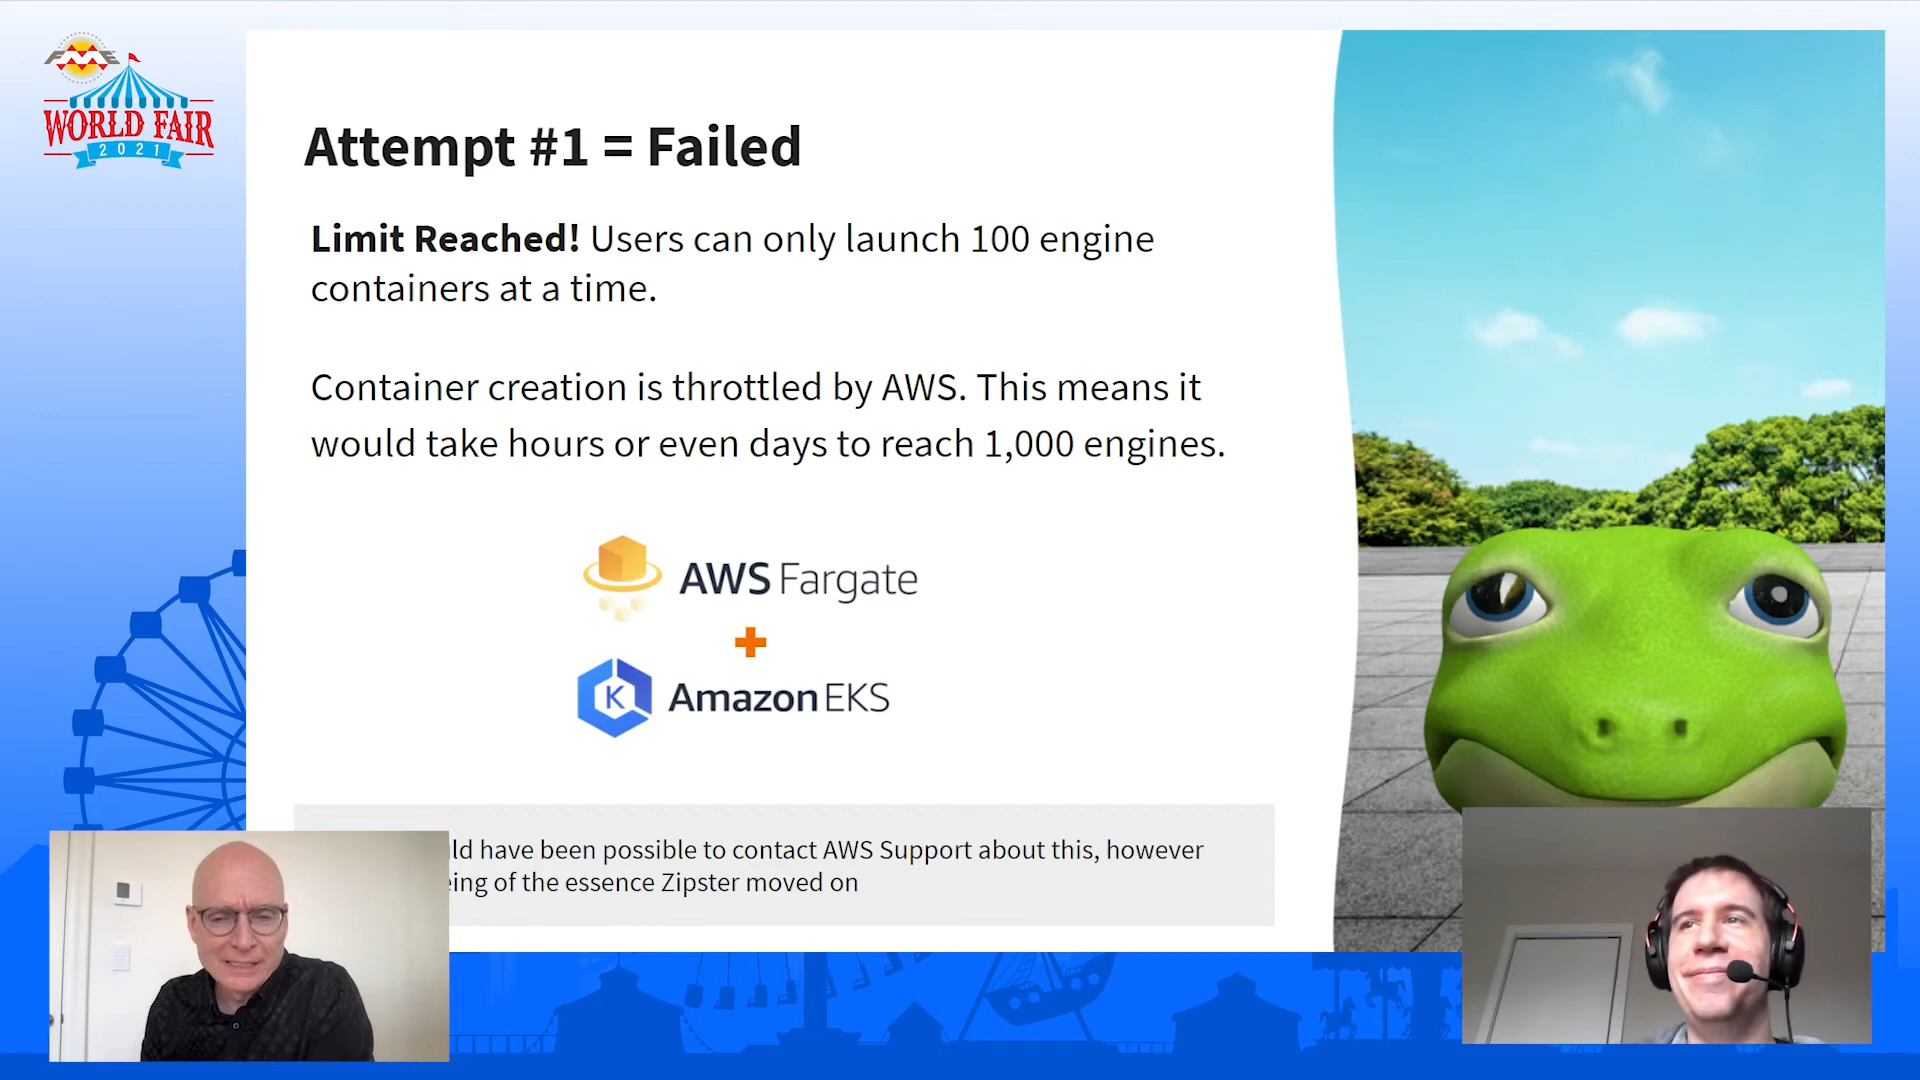 FME
WORLD FAIR
2021
Attempt #1 = Failed
Limit Reached! Users can only launch 100 engine
containers at a time.
Container creation is throttled by AWS. This means it
would take hours or even days to reach 1,000 engines.
AWS Fargate
K
Amazon EKS
have been possible to contact AWS Support about this, however
of the essence Zipster moved on